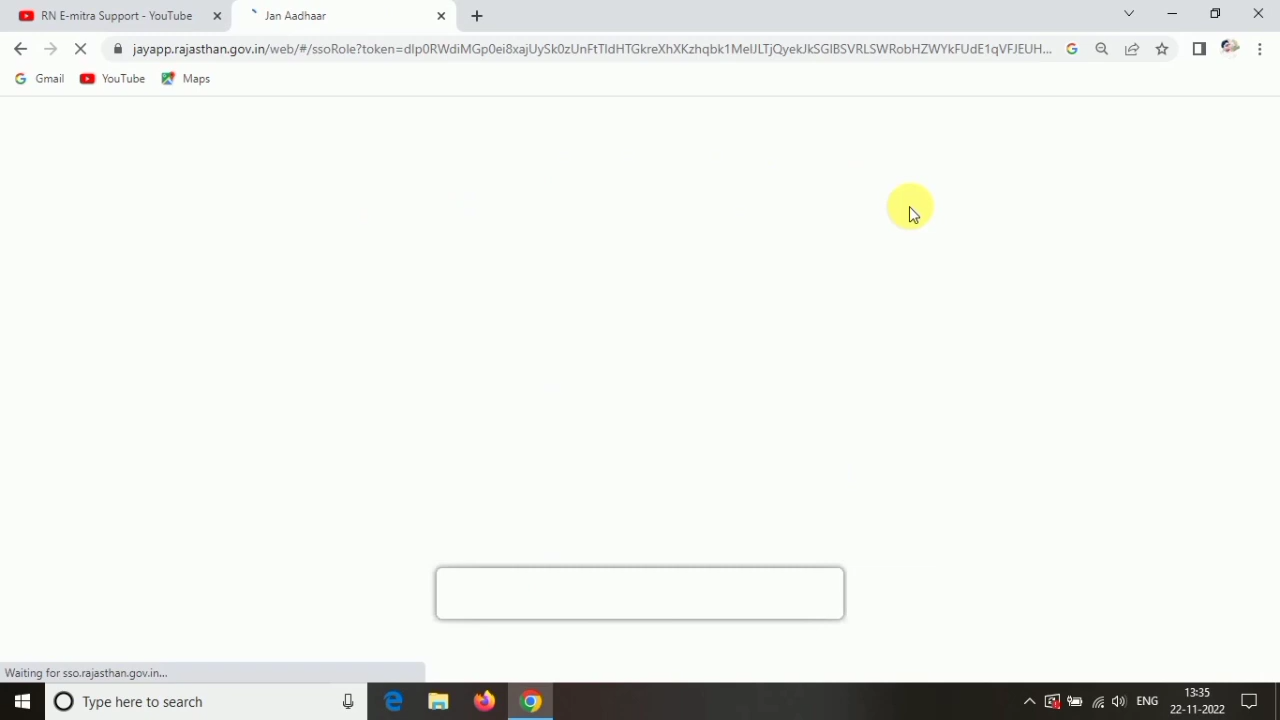 RN E-mitra Support - YouTube
Jan Aadhaar
jayapp.rajasthan.gov.in/web/#/ssoRole?token=dlp0RWdiMGp0ei8xajUySk0zUnFtTldHTGkreXhXKzhqbk1MelJLTjQyekJkSGlBSVRLSWRobHZWYkFUdE1qVFJEUH...
Gmail
YouTube
Maps
Waiting for sso.rajasthan.gov.in...
Type here to search
ENG
13:35
22-11-2022